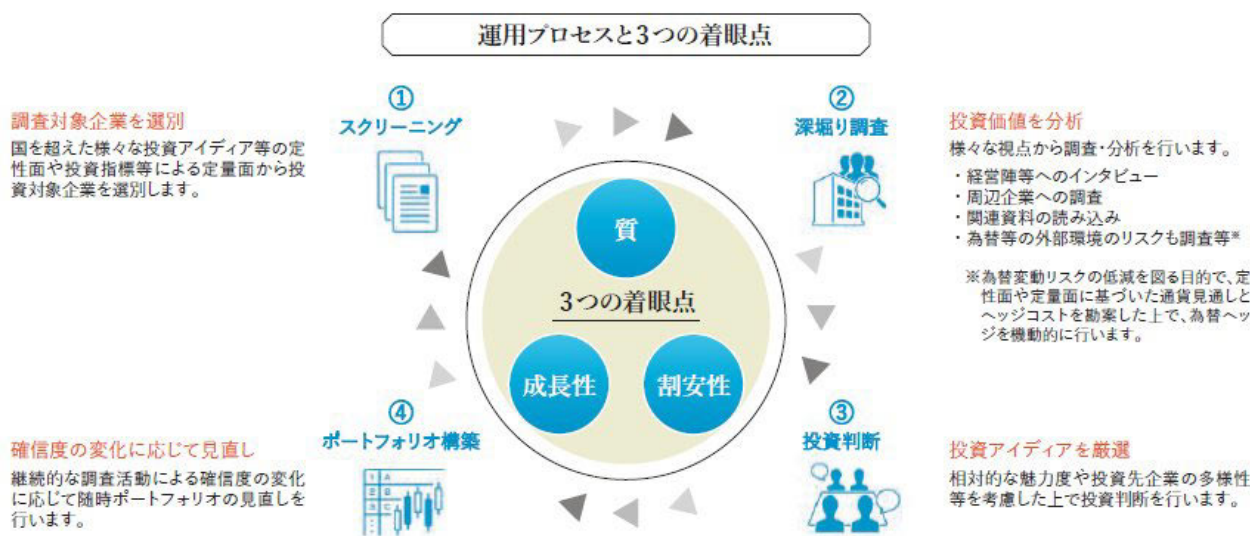 運用プロセスと3つの着眼点
①
スクリーニング
調査対象企業を選別
国を超えた様々な投資アイディア等の定
性面や投資指標等による定量面から投
資対象企業を選別します。
②
深堀り調査
投資価値を分析
様々な視点から調査・分析を行います。
・経営陣等へのインタビュー
・周辺企業への調査
・関連資料の読み込み
・為替等の外部環境のリスクも調査等※
※為替変動リスクの低減を図る目的で、定
性面や定量面に基づいた通貨見通しと
ヘッジコストを勘案した上で、為替ヘッ
ジを機動的に行います。
質
3つの着眼点
成長性
割安性
③
投資判断
投資アイディアを厳選
相対的な魅力度や投資先企業の多様性
等を考慮した上で投資判断を行います。
④
ポートフォリオ構築
1 A
2 B
3 C
確信度の変化に応じて見直し
継続的な調査活動による確信度の変化
に応じて随時ポートフォリオの見直しを
行います。